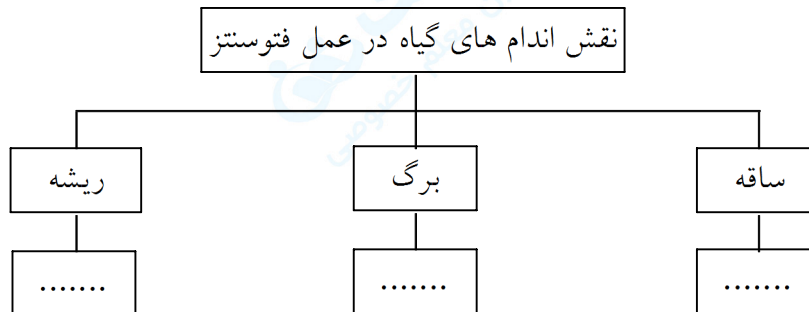 نقش اندام های گیاه در عمل فتوسنتز
ساقه
برگ
ریشه
.......
.......
.......